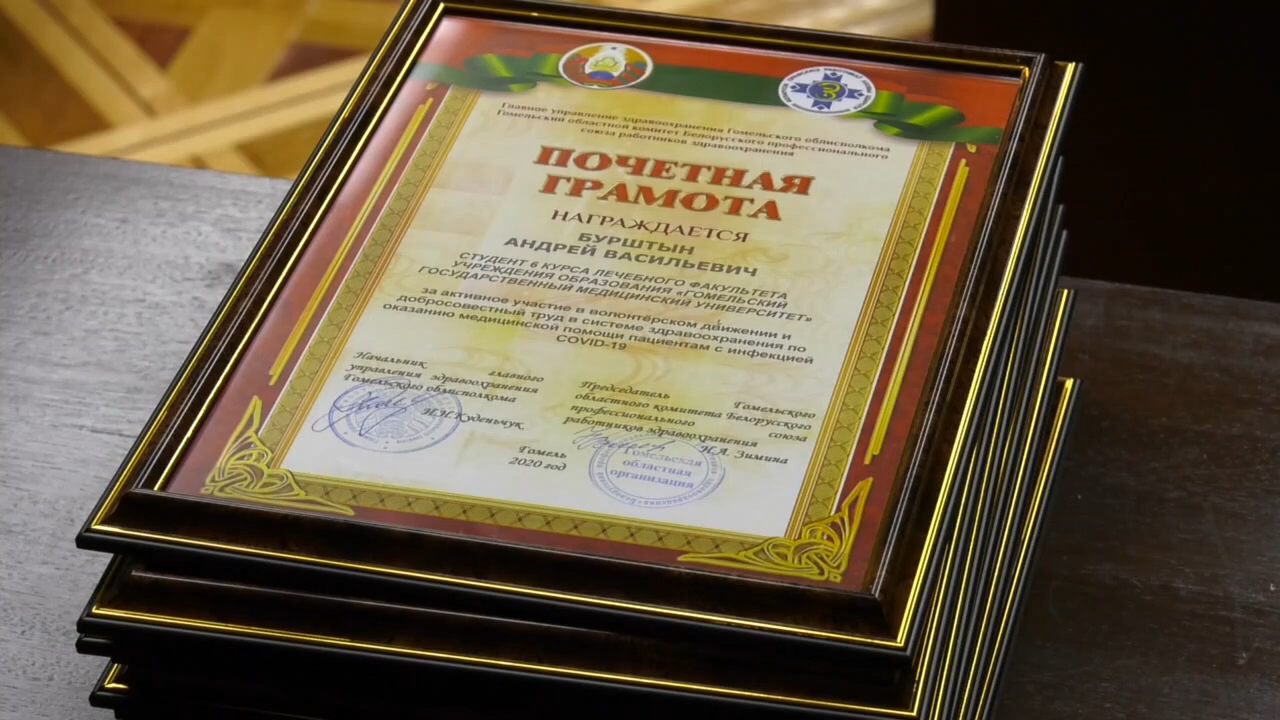 Главное управление здравоохранения Гомельского облисполкома
Гомельский областной комитет Белорусского профессионального
союза работников здравоохранения
ПОЧЕТНАЯ
ГРАМОТА
НАГРАЖДАЕТСЯ
БУРШТЫН
АНДРЕЙ ВАСИЛЬЕВИЧ
СТУДЕНТ 6 КУРСА ЛЕЧЕБНОГО ФАКУЛЬТЕТА
УЧРЕЖДЕНИЯ ОБРАЗОВАНИЯ «ГОМЕЛЬСКИЙ
ГОСУДАРСТВЕННЫЙ МЕДИЦИНСКИЙ УНИВЕРСИТЕТ»
за активное участие в волонтёрском движении и
добросовестный труд в системе здравоохранения по
оказанию медицинской помощи пациентам с инфекцией
COVID-19
Начальник главного
управления здравоохранения
Гомельского облисполкома
Н.Н.Куденьчук
Председатель Гомельского
областного комитета Белорусского
профессионального союза
работников здравоохранения
Н.А. Зимина
Гомельская
областная
организация
Гомель
2020 год